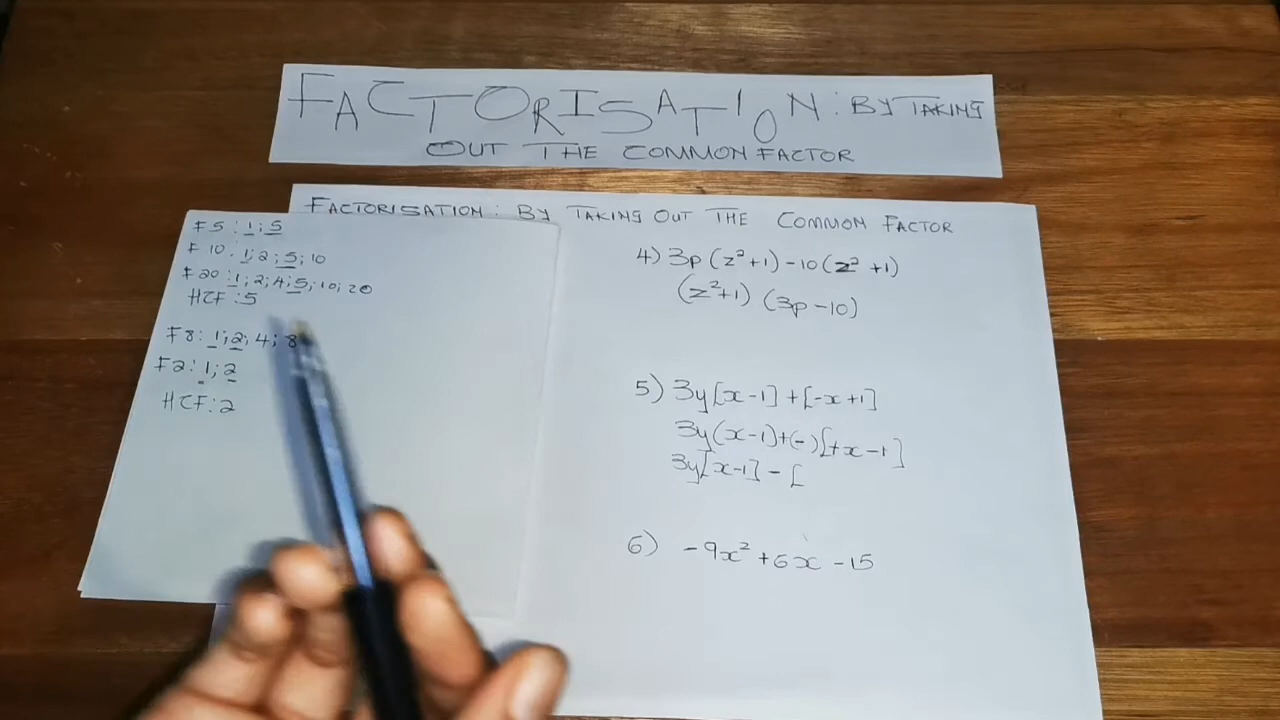 FACTORISATION: BY TAKING
OUT THE COMMON FACTOR
FACTORISATION: BY TAKING OUT THE COMMON FACTOR
F5: 1; 5
F10: 1; 2; 5; 10
F20: 1; 2; 4; 5; 10; 20
HCF: 5
F8: 1; 2; 4; 8
F2: 1; 2
HCF: 2
4) 3p(z²+1)-10(z²+1)
(z²+1)(3p-10)
5) 3y[x-1]+[-x+1]
3y(x-1)+(-)[+x-1]
3y[x-1]-[
6) -9x²+6x-15